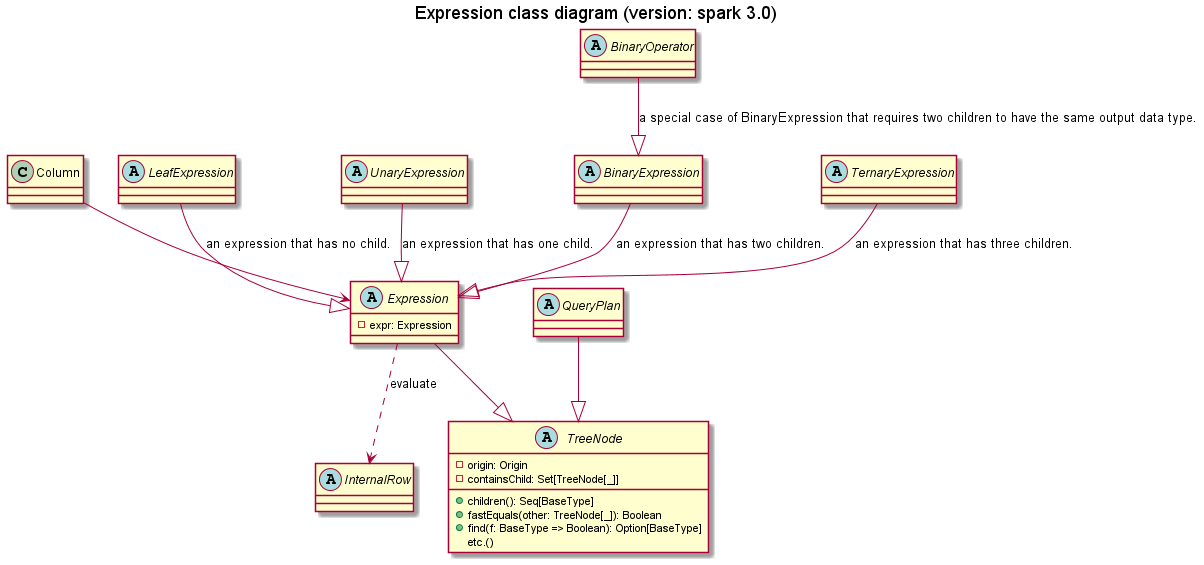 Expression class diagram (version: spark 3.0)
A BinaryOperator
a special case of BinaryExpression that requires two children to have the same output data type.
C Column
A LeafExpression
A UnaryExpression
A BinaryExpression
A TernaryExpression
an expression that has no child.
an expression that has one child.
an expression that has two children.
an expression that has three children.
A Expression
expr: Expression
A QueryPlan
evaluate
A TreeNode
origin: Origin
containsChild: Set[TreeNode[_]]
children(): Seq[BaseType]
fastEquals(other: TreeNode[_]): Boolean
find(f: BaseType => Boolean): Option[BaseType]
etc.()
A InternalRow